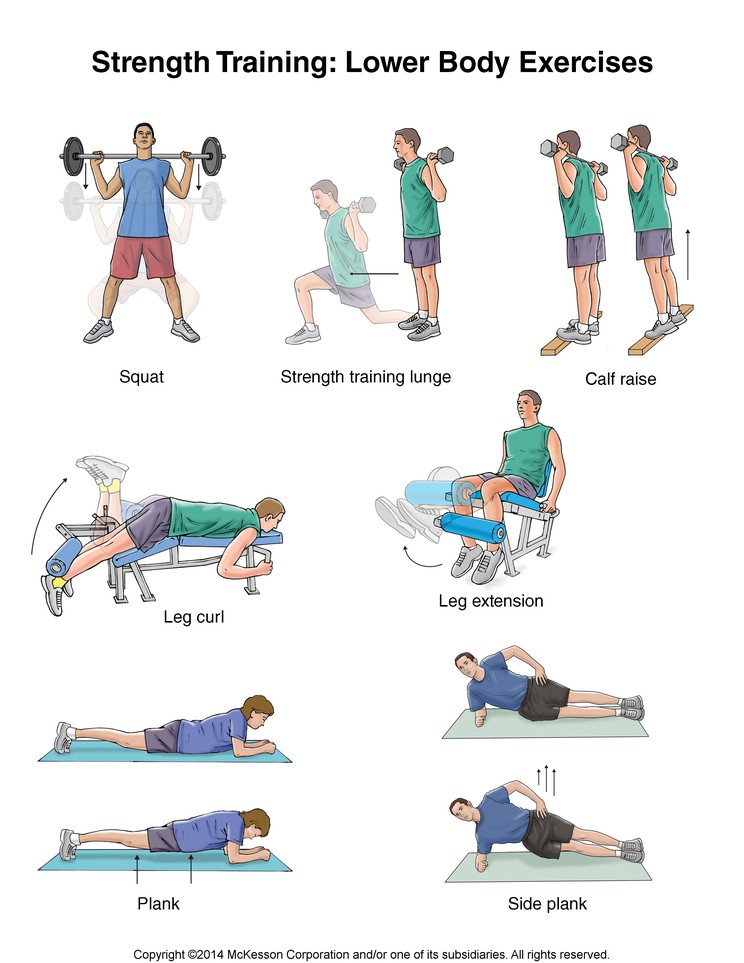 Strength Training: Lower Body Exercises
Squat
Strength training lunge
Calf raise
Leg curl
Leg extension
Plank
Side plank
Copyright ©2014 McKesson Corporation and/or one of its subsidiaries. All rights reserved.